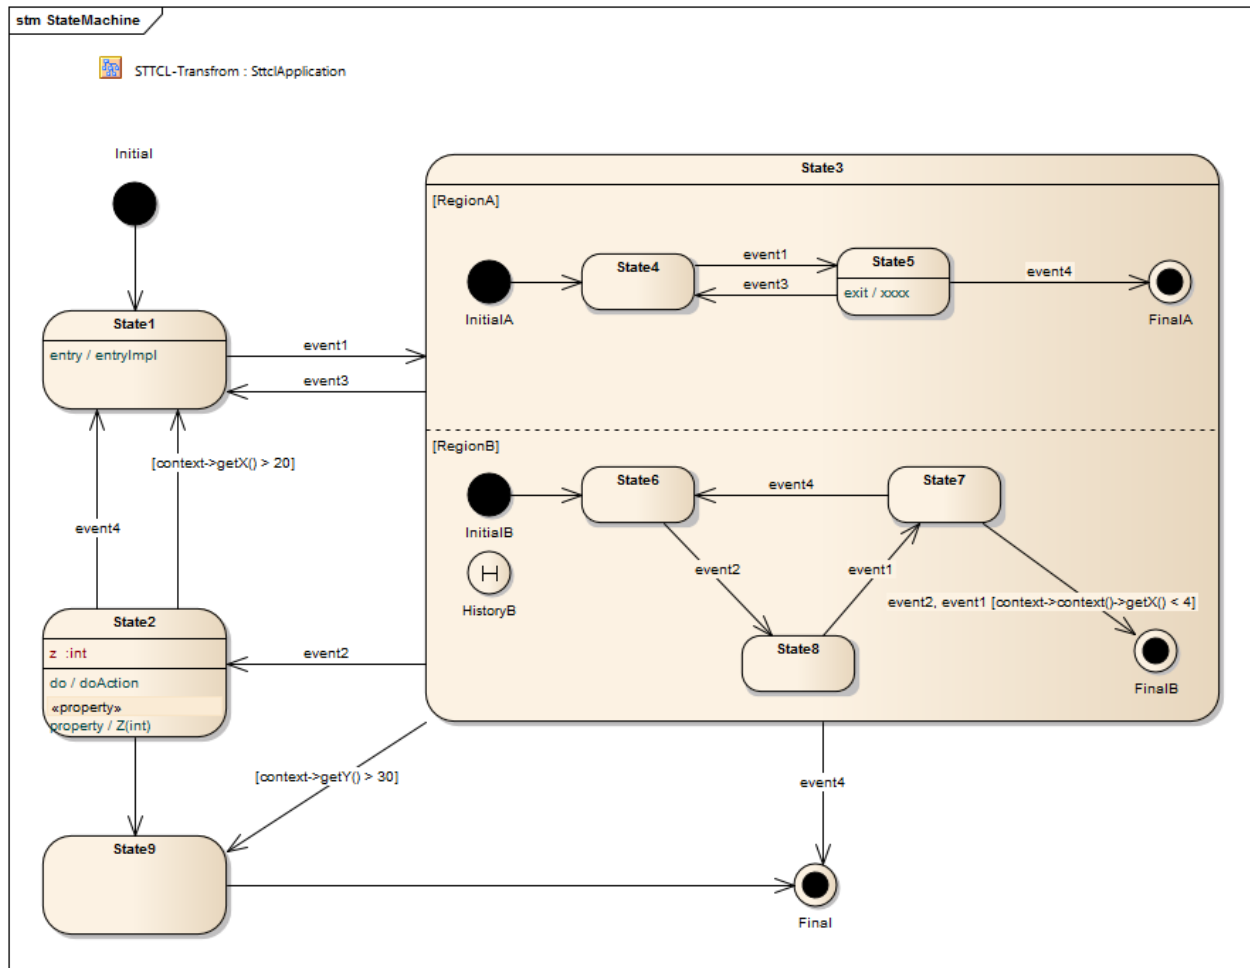 stm StateMachine
STTCL-Transfrom : SttclApplication
Initial
State3
[RegionA]
State4
event1
event3
State5
exit / xxxx
event4
InitialA
FinalA
State1
entry / entryImpl
event1
event3
[RegionB]
[context->getX() > 20]
event4
State6
event4
State7
InitialB
event2
event1
HistoryB
event2, event1 [context->context()->getX() < 4]
State8
FinalB
State2
z :int
do / doAction
«property»
property / Z(int)
event2
[context->getY() > 30]
event4
State9
Final